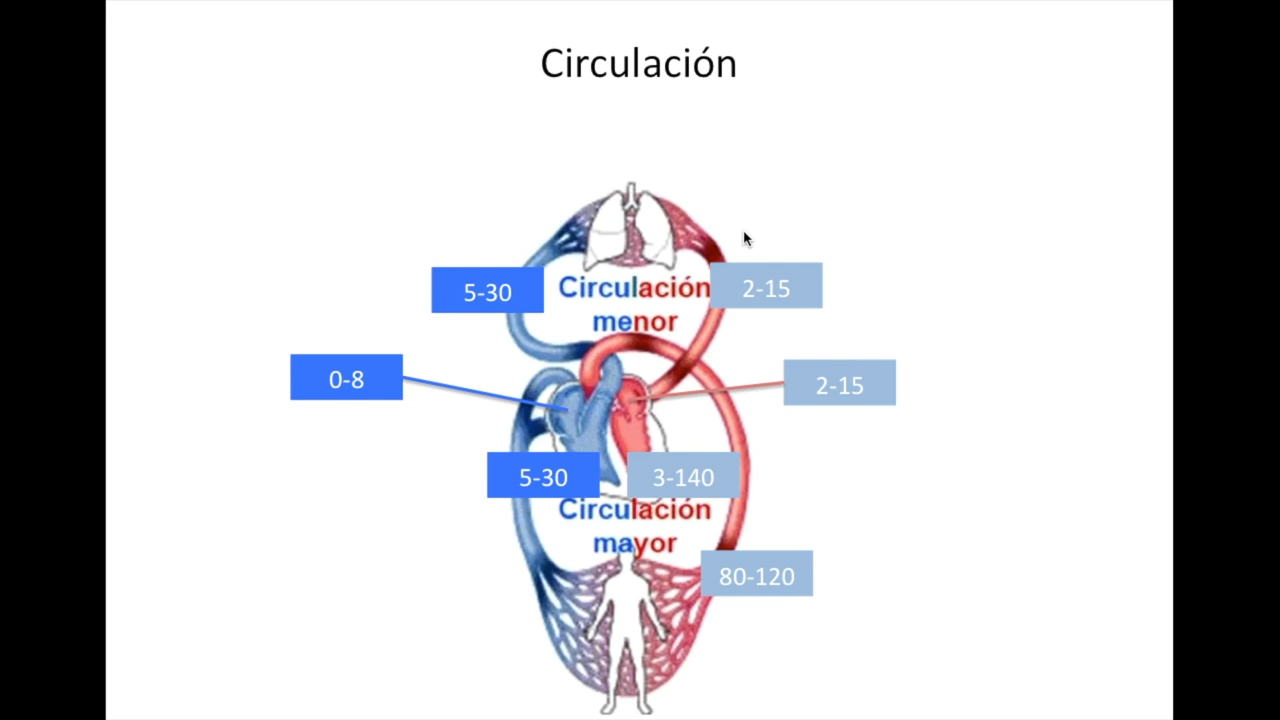 Circulación
5-30
Circulación
menor
2-15
0-8
2-15
5-30
3-140
Circulación
mayor
80-120